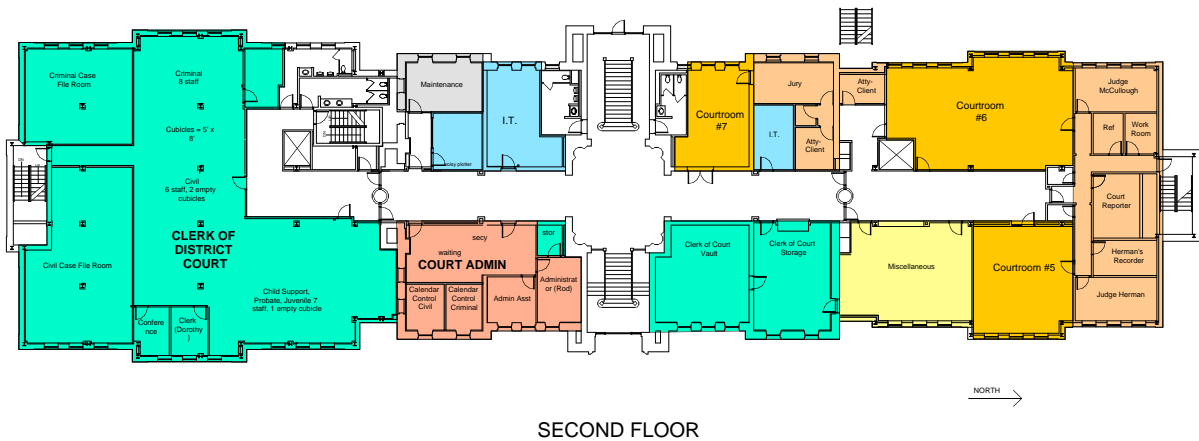 Criminal Case
File Room
Criminal
8 staff
Cubicles = 5' x
8'
Civil
6 staff, 2 empty
cubicles
CLERK OF
DISTRICT
COURT
Civil Case File Room
Child Support,
Probate, Juvenile 7
staff, 1 empty cubicle
Confere
nce
Clerk
(Dorothy
)
DN
DN
Maintenance
I.T.
noisy plotter
secy
waiting
COURT ADMIN
stor
Calendar
Control
Civil
Calendar
Control
Criminal
Admin Asst
Administrat
or (Rod)
Courtroom
#7
Jury
I.T.
Atty-
Client
Atty-
Client
Courtroom
#6
Judge
McCullough
Ref
Work
Room
Court
Reporter
Herman's
Recorder
Judge Herman
Clerk of Court
Vault
Clerk of Court
Storage
Miscellaneous
Courtroom #5
NORTH
SECOND FLOOR